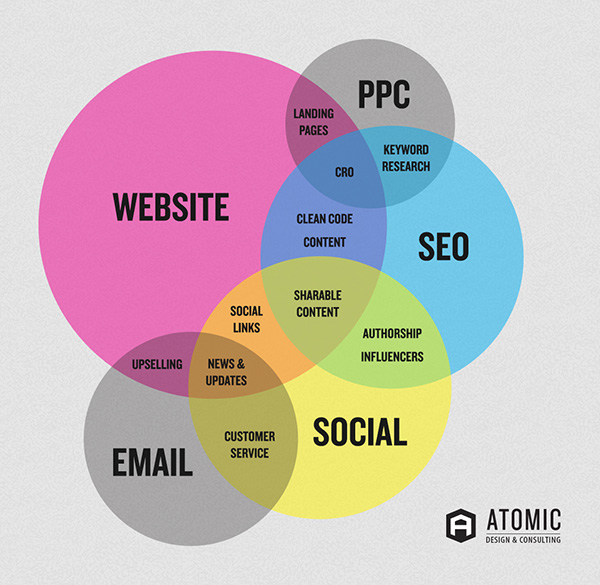 PPC
LANDING
PAGES
KEYWORD
RESEARCH
CRO
WEBSITE
CLEAN CODE
CONTENT
SEO
SHARABLE
CONTENT
SOCIAL
LINKS
AUTHORSHIP
INFLUENCERS
UPSELLING
NEWS &
UPDATES
CUSTOMER
SERVICE
SOCIAL
EMAIL
A
ATOMIC
DESIGN & CONSULTING